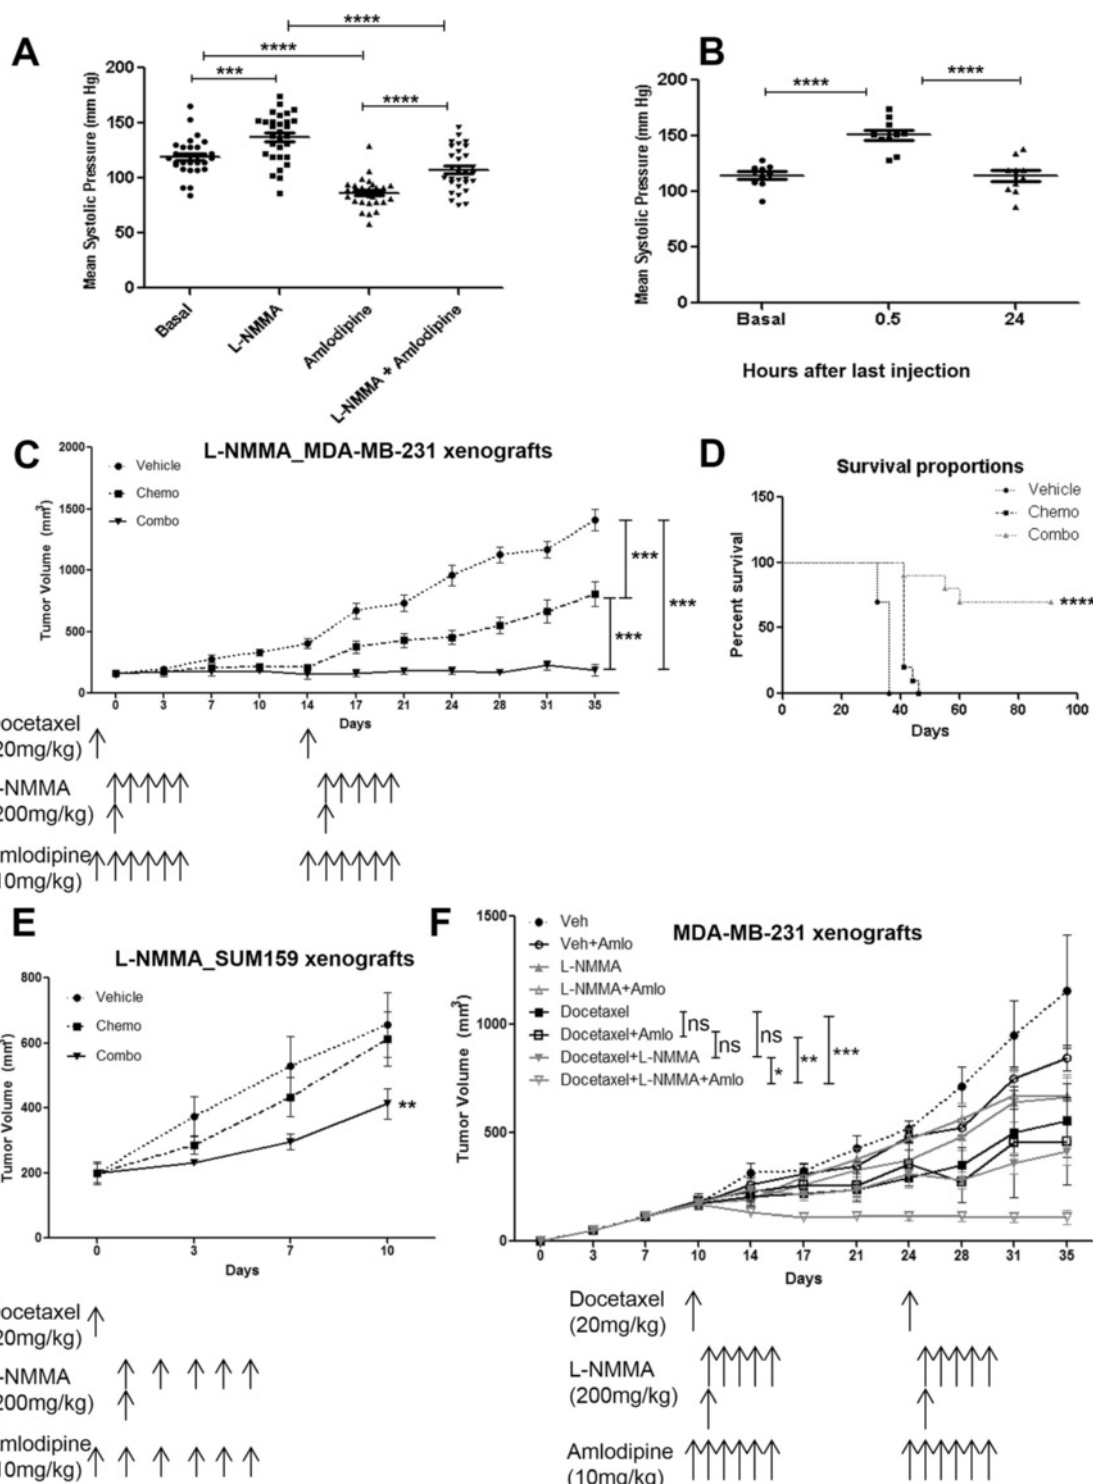 A
****
****
***
****
Mean Systolic Pressure (mm Hg)
200
150
100
50
0
Basal
L-NMMA
Amlodipine
L-NMMA + Amlodipine
B
****
****
Mean Systolic Pressure (mm Hg)
200
150
100
50
0
Basal
0.5
24
Hours after last injection
C
L-NMMA_MDA-MB-231 xenografts
Vehicle
Chemo
Combo
Tumor Volume (mm³)
2000
1500
1000
500
0
0 3 7 10 14 17 21 24 28 31 35
Days
***
***
***
ocetaxel
20mg/kg)
-NMMA
200mg/kg)
mlodipine
10mg/kg)
D
Survival proportions
Vehicle
Chemo
Combo
Percent survival
150
100
50
0
0 20 40 60 80 100
Days
****
E
L-NMMA_SUM159 xenografts
Vehicle
Chemo
Combo
Tumor Volume (mm³)
800
600
400
200
0
0 3 7 10
Days
**
ocetaxel
20mg/kg)
-NMMA
200mg/kg)
mlodipine
10mg/kg)
F
MDA-MB-231 xenografts
Veh
Veh+Amlo
L-NMMA
L-NMMA+Amlo
Docetaxel
Docetaxel+Amlo
Docetaxel+L-NMMA
Docetaxel+L-NMMA+Amlo
ns
ns
ns
*
**
***
Tumor Volume (mm³)
1500
1000
500
0
0 3 7 10 14 17 21 24 28 31 35
Days
Docetaxel
(20mg/kg)
L-NMMA
(200mg/kg)
Amlodipine
(10mg/kg)